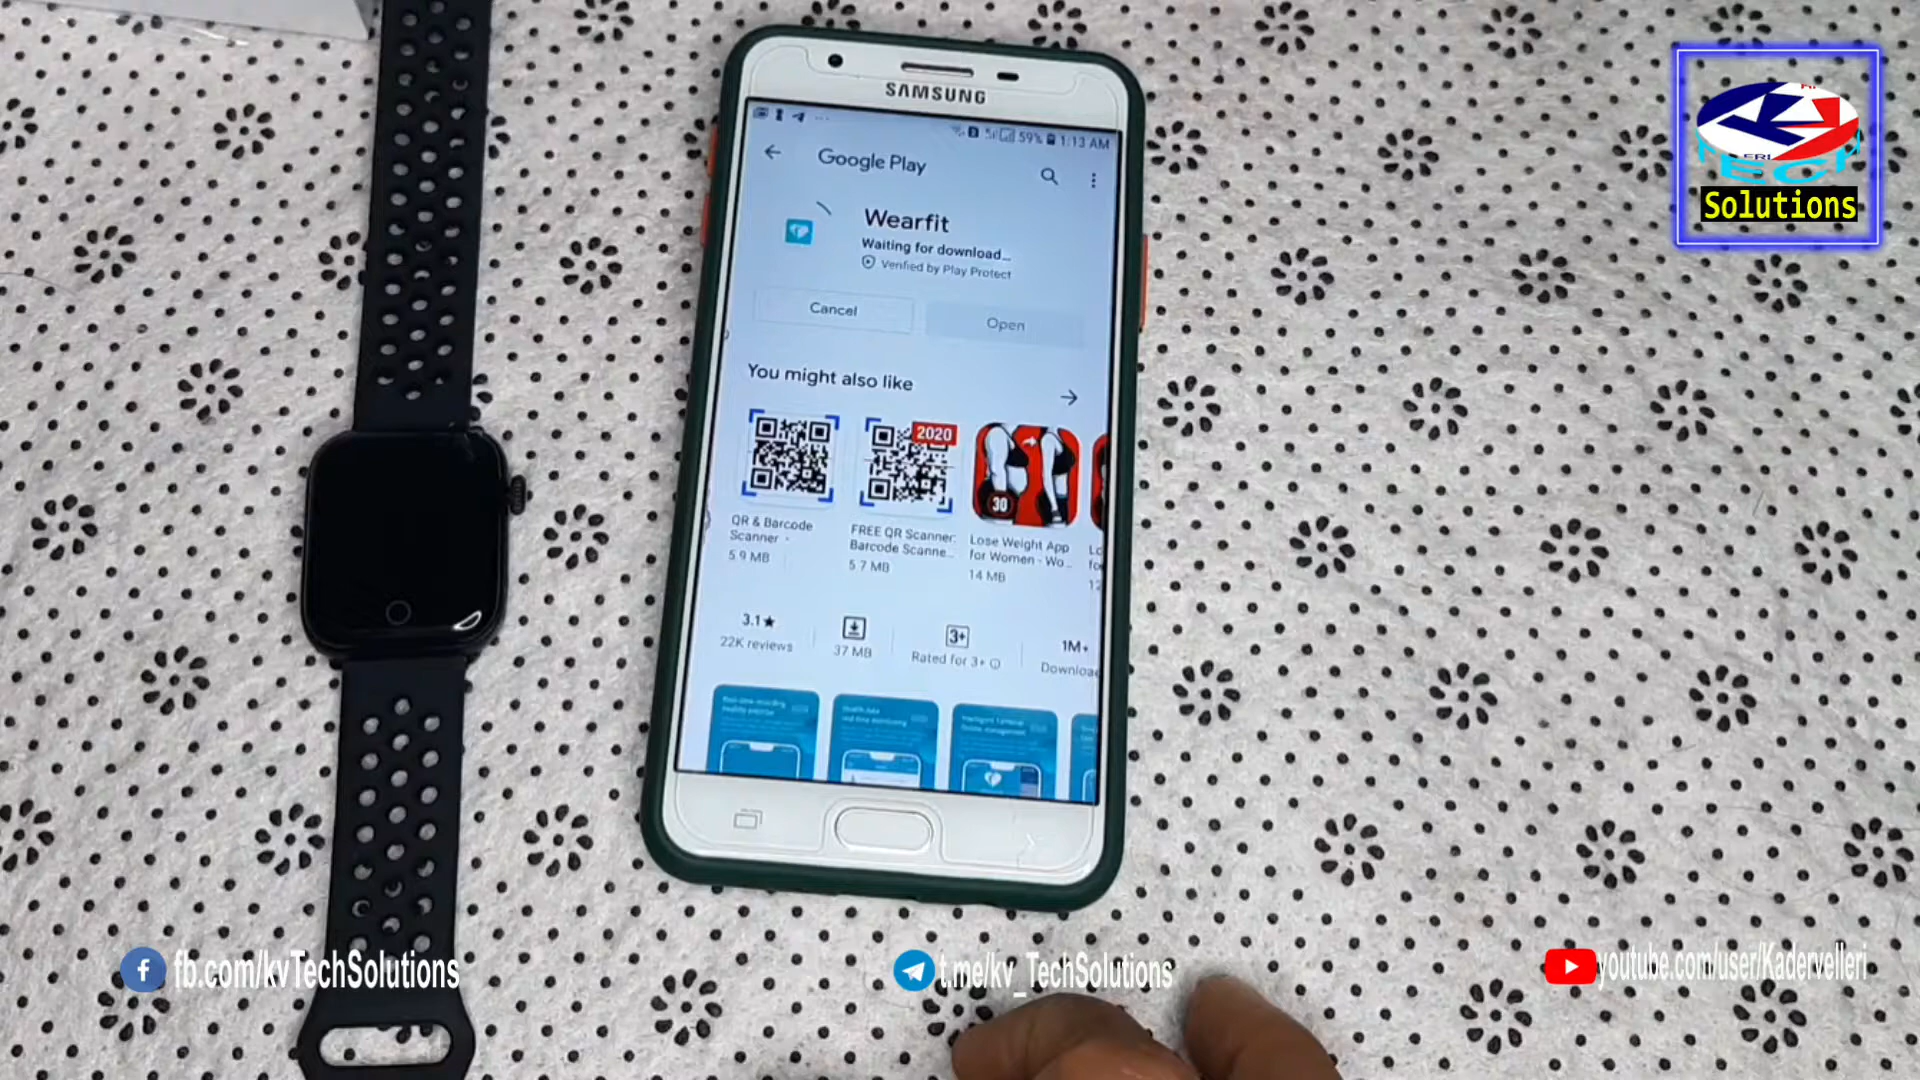 SAMSUNG
59% 1:13 AM
Google Play
Wearfit
Waiting for download...
Verified by Play Protect
Cancel
Open
You might also like
2020
30
QR & Barcode
Scanner -
5.9 MB
FREE QR Scanner:
Barcode Scanne...
5.7 MB
Lose Weight App
for Women - Wo...
14 MB
3.1★
22K reviews
37 MB
3+
Rated for 3+
1M+
Downloa
Solutions
fb.com/kvTechSolutions
t.me/kv_TechSolutions
youtube.com/user/Kadervelleri